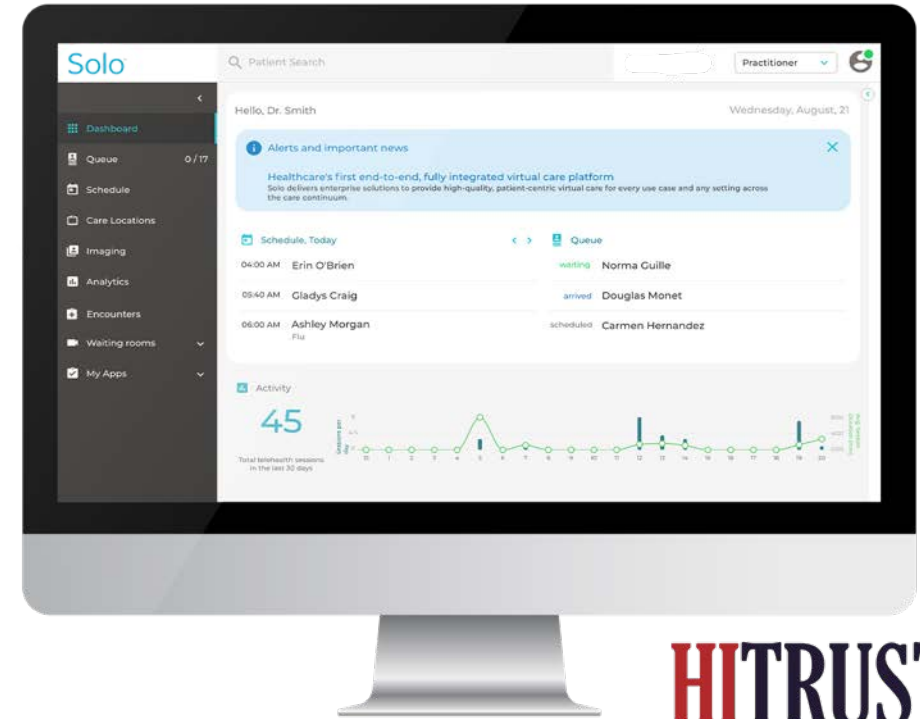 Solo
Patient Search
Practitioner
Dashboard
Queue 0 / 17
Schedule
Care Locations
Imaging
Analytics
Encounters
Waiting rooms
My Apps
Hello, Dr. Smith
Wednesday, August, 21
Alerts and important news
Healthcare's first end-to-end, fully integrated virtual care platform
Solo delivers enterprise solutions to provide high-quality, patient-centric virtual care for every use case and any setting across
the care continuum.
Schedule, Today
04:00 AM Erin O'Brien
05:40 AM Gladys Craig
06:00 AM Ashley Morgan
Flu
Queue
waiting Norma Guille
arrived Douglas Monet
scheduled Carmen Hernandez
Activity
45
Total telehealth sessions
in the last 30 days
Sessions per
day
HITRUST